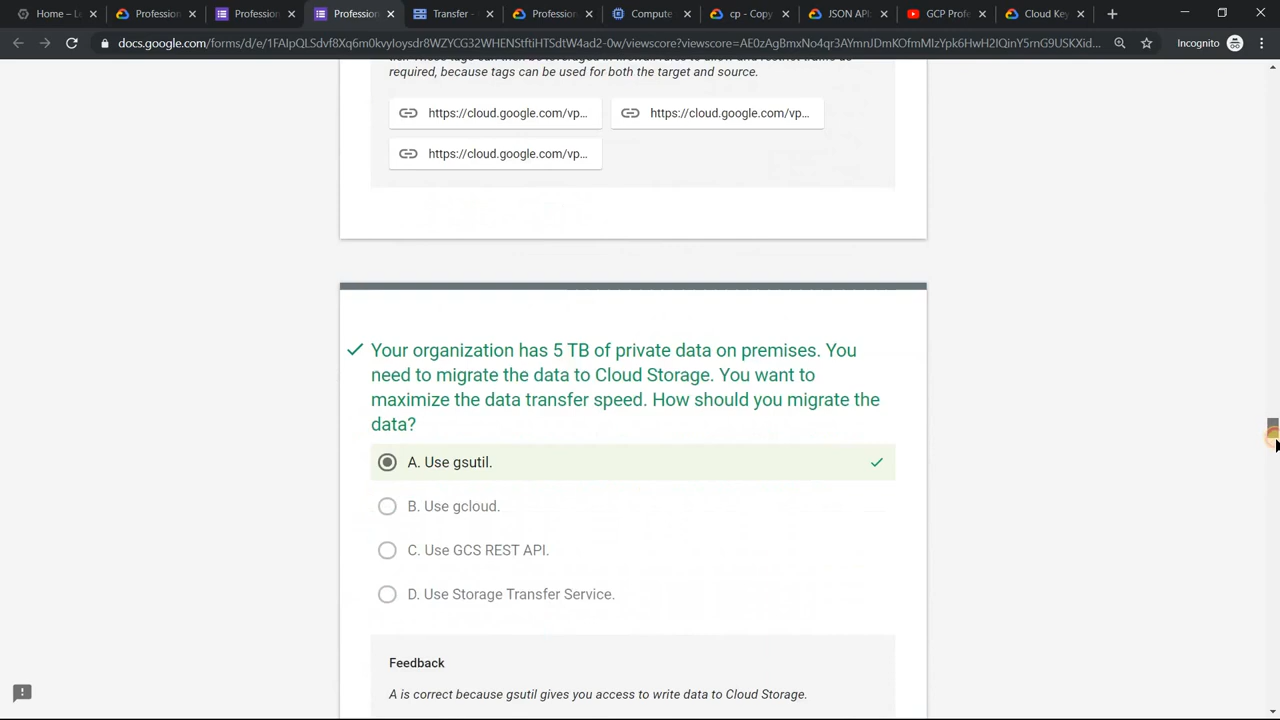 Home – L
Professional
Profession
Profession
Transfer -
Profession
Compute
cp - Copy
JSON API
GCP Profe
Cloud Key
docs.google.com/forms/d/e/1FAIpQLSdvf8Xq6m0kvyIoysdr8WZYCG32WHENStftiHTSdtW4ad2-0w/viewscore?viewscore=AE0zAgBmxNo4qr3AYmnJDmKOfmMIzYpk6HwH2IQinY5rnG9USKXid...
Incognito
required, because tags can be used for both the target and source.
https://cloud.google.com/vp...
https://cloud.google.com/vp...
https://cloud.google.com/vp...
Your organization has 5 TB of private data on premises. You
need to migrate the data to Cloud Storage. You want to
maximize the data transfer speed. How should you migrate the
data?
A. Use gsutil.
B. Use gcloud.
C. Use GCS REST API.
D. Use Storage Transfer Service.
Feedback
A is correct because gsutil gives you access to write data to Cloud Storage.